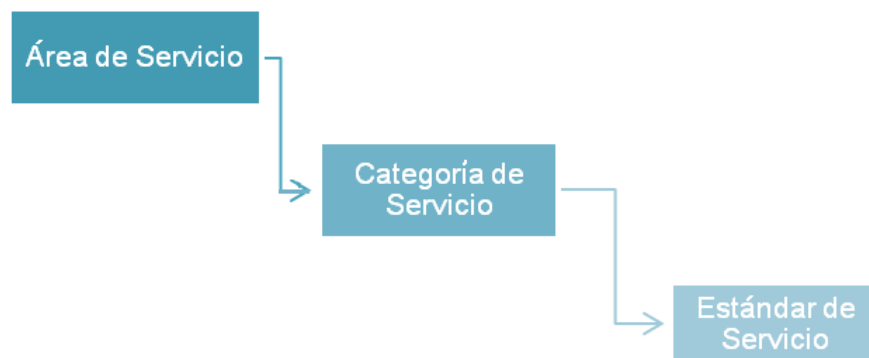 Área de Servicio
Categoría de
Servicio
Estándar de
Servicio